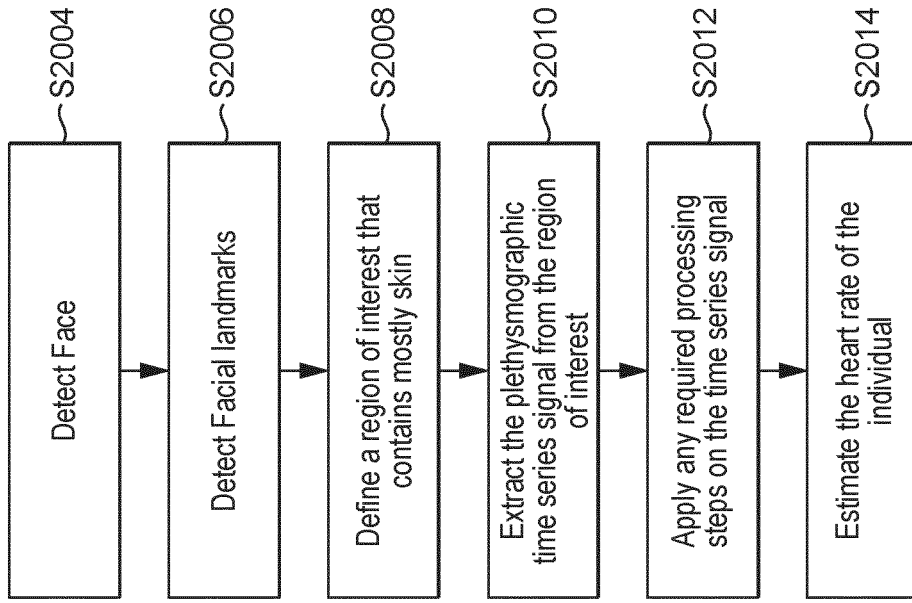 Detect Face
S2004
Detect Facial landmarks
S2006
Define a region of interest that
contains mostly skin
S2008
Extract the plethysmographic
time series signal from the region
of interest
S2010
Apply any required processing
steps on the time series signal
S2012
Estimate the heart rate of the
individual
S2014